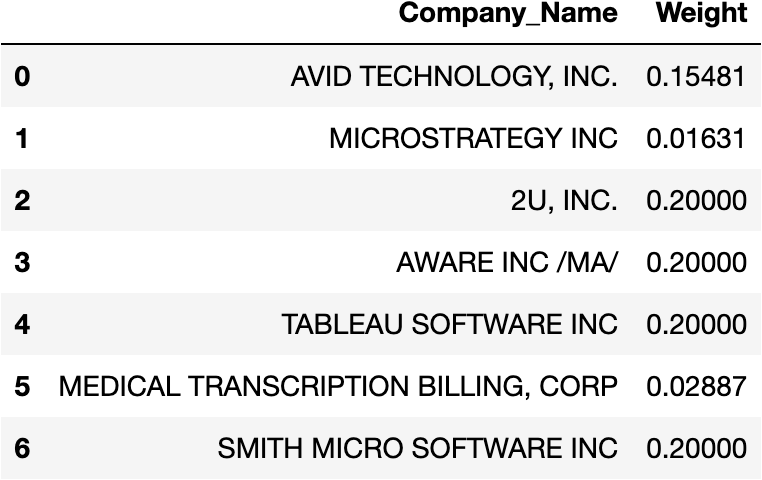 Company_Name Weight
0 AVID TECHNOLOGY, INC. 0.15481
1 MICROSTRATEGY INC 0.01631
2 2U, INC. 0.20000
3 AWARE INC /MA/ 0.20000
4 TABLEAU SOFTWARE INC 0.20000
5 MEDICAL TRANSCRIPTION BILLING, CORP 0.02887
6 SMITH MICRO SOFTWARE INC 0.20000